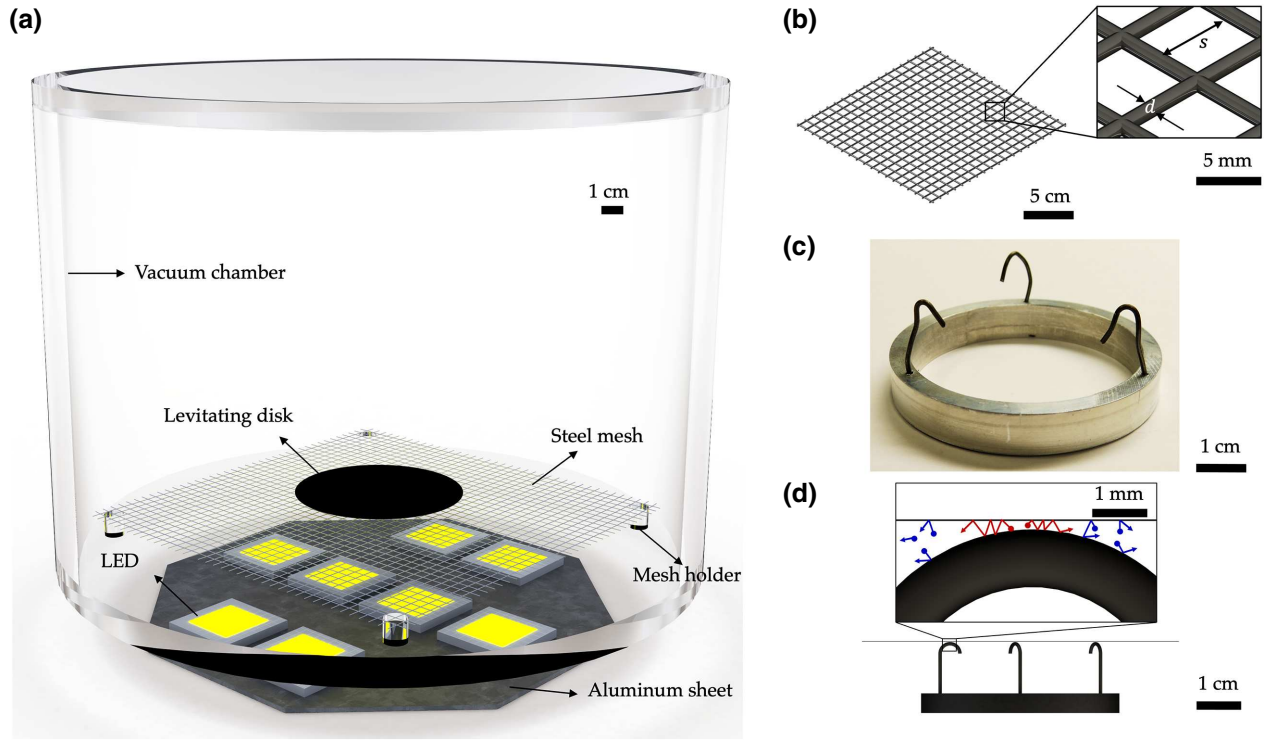 (a)
1 cm
Vacuum chamber
Levitating disk
Steel mesh
LED
Mesh holder
Aluminum sheet
(b)
s
d
5 mm
5 cm
(c)
1 cm
(d)
1 mm
1 cm